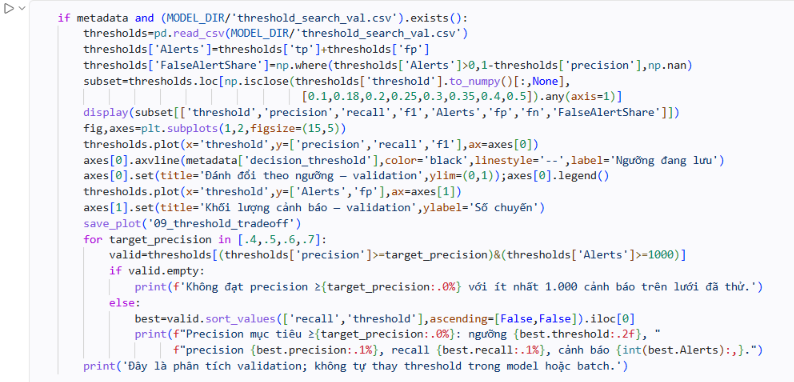 if metadata and (MODEL_DIR/'threshold_search_val.csv').exists():
    thresholds=pd.read_csv(MODEL_DIR/'threshold_search_val.csv')
    thresholds['Alerts']=thresholds['tp']+thresholds['fp']
    thresholds['FalseAlertShare']=np.where(thresholds['Alerts']>0,1-thresholds['precision'],np.nan)
    subset=thresholds.loc[np.isclose(thresholds['threshold'].to_numpy()[:,None],
                                     [0.1,0.18,0.2,0.25,0.3,0.35,0.4,0.5]).any(axis=1)]
    display(subset[['threshold','precision','recall','f1','Alerts','fp','fn','FalseAlertShare']])
    fig,axes=plt.subplots(1,2,figsize=(15,5))
    thresholds.plot(x='threshold',y=['precision','recall','f1'],ax=axes[0])
    axes[0].axvline(metadata['decision_threshold'],color='black',linestyle='--',label='Ngưỡng đang lưu')
    axes[0].set(title='Đánh đổi theo ngưỡng — validation',ylim=(0,1));axes[0].legend()
    thresholds.plot(x='threshold',y=['Alerts','fp'],ax=axes[1])
    axes[1].set(title='Khối lượng cảnh báo — validation',ylabel='Số chuyến')
    save_plot('09_threshold_tradeoff')
    for target_precision in [.4,.5,.6,.7]:
        valid=thresholds[(thresholds['precision']>=target_precision)&(thresholds['Alerts']>=1000)]
        if valid.empty:
            print(f'Không đạt precision ≥{target_precision:.0%} với ít nhất 1.000 cảnh báo trên lưới đã thử.')
        else:
            best=valid.sort_values(['recall','threshold'],ascending=[False,False]).iloc[0]
            print(f"Precision mục tiêu ≥{target_precision:.0%}: ngưỡng {best.threshold:.2f}, "
                  f"precision {best.precision:.1%}, recall {best.recall:.1%}, cảnh báo {int(best.Alerts):,}.")
    print('Đây là phân tích validation; không tự thay threshold trong model hoặc batch.')